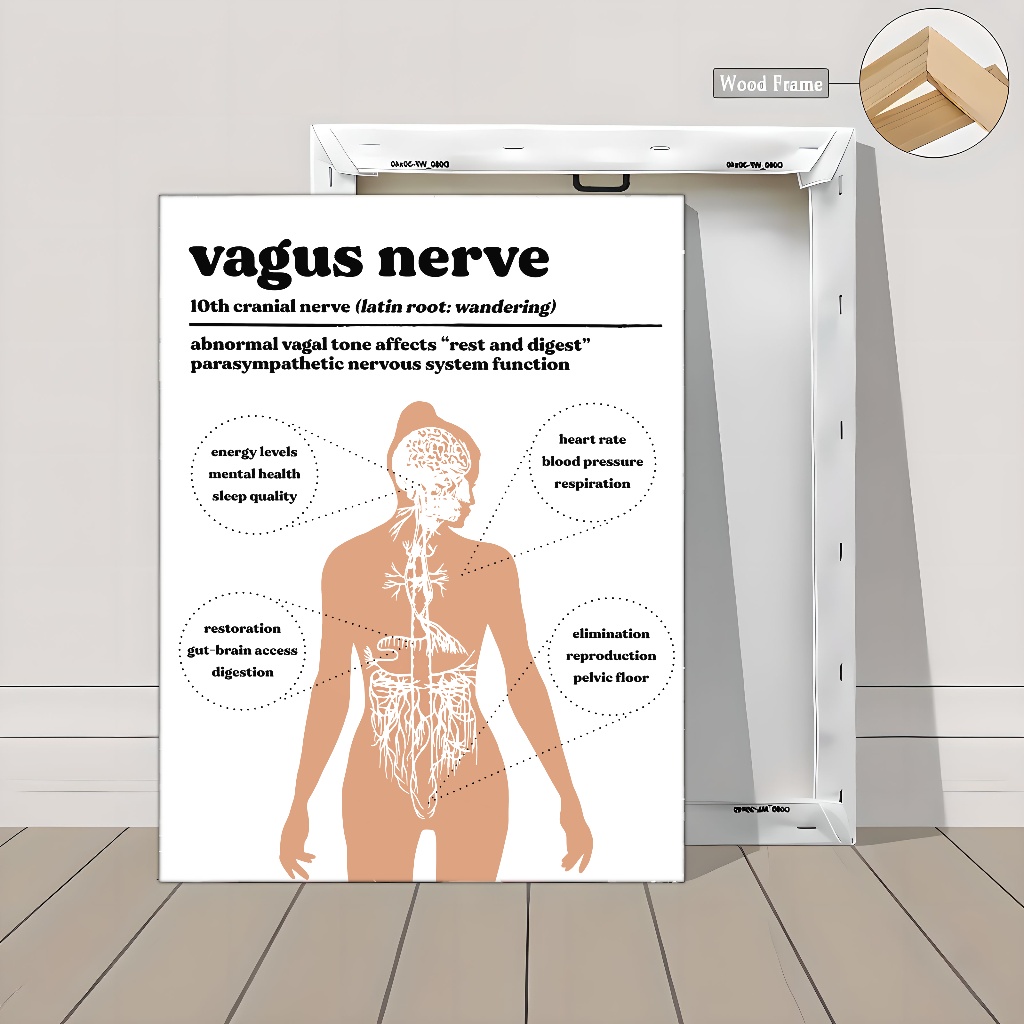 Wood Frame
vagus nerve
10th cranial nerve (latin root: wandering)
abnormal vagal tone affects “rest and digest”
parasympathetic nervous system function
energy levels
mental health
sleep quality
heart rate
blood pressure
respiration
restoration
gut-brain access
digestion
elimination
reproduction
pelvic floor